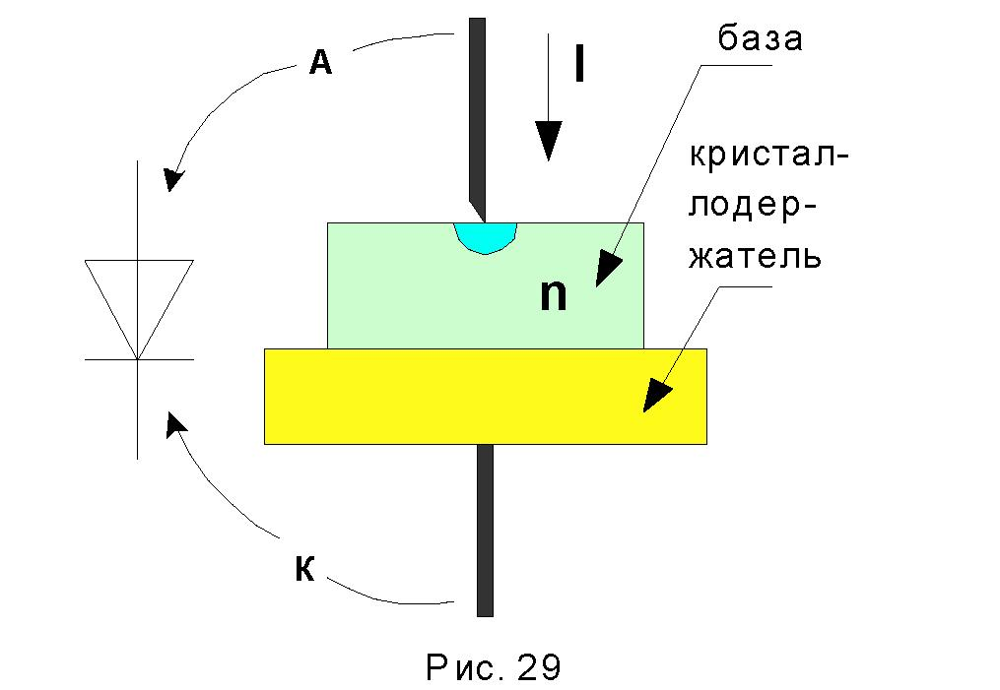 база
А
I
кристал-
лодер-
жатель
n
К
Рис. 29